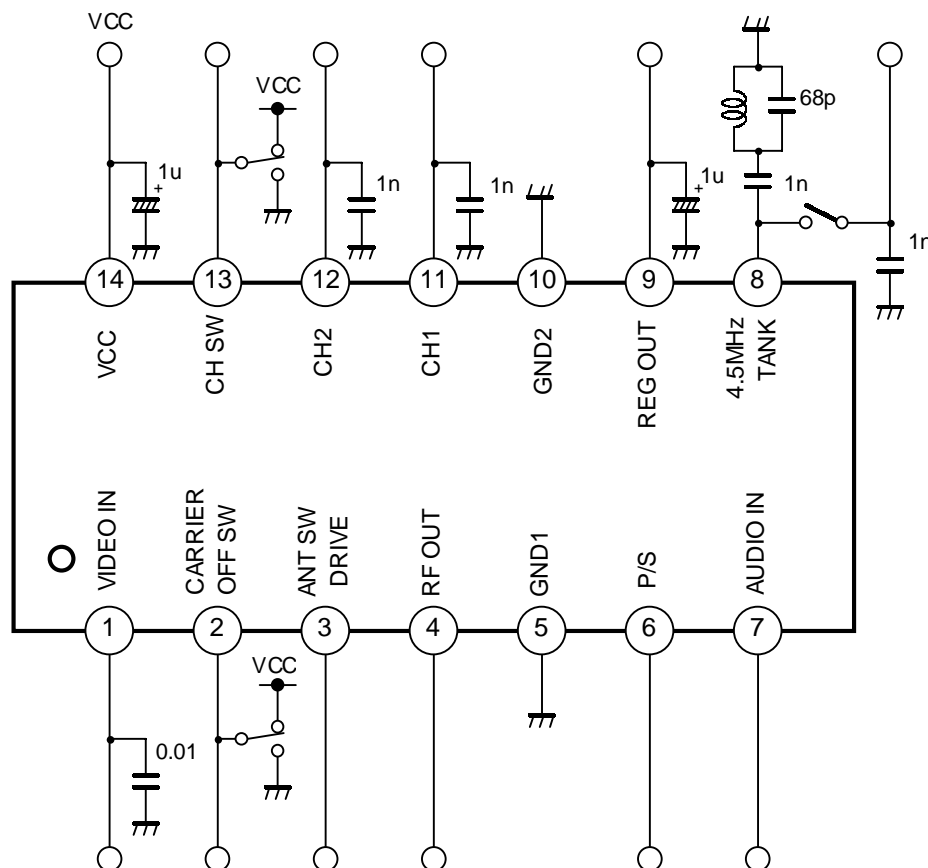 VCC
VCC
68p
1u
+
1n
1n
1u
+
1n
1n
14
13
12
11
10
9
8
VCC
CH SW
CH2
CH1
GND2
REG OUT
4.5MHz
TANK
VIDEO IN
CARRIER
OFF SW
ANT SW
DRIVE
RF OUT
GND1
P/S
AUDIO IN
1
2
3
4
5
6
7
VCC
0.01